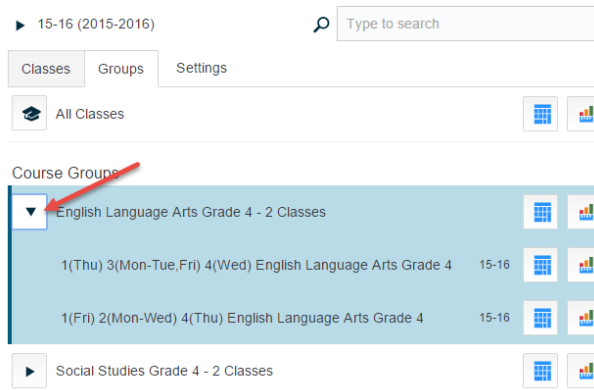 15-16 (2015-2016)
Type to search
Classes Groups Settings
All Classes
Course Groups
English Language Arts Grade 4 - 2 Classes
1(Thu) 3(Mon-Tue,Fri) 4(Wed) English Language Arts Grade 4 15-16
1(Fri) 2(Mon-Wed) 4(Thu) English Language Arts Grade 4 15-16
Social Studies Grade 4 - 2 Classes